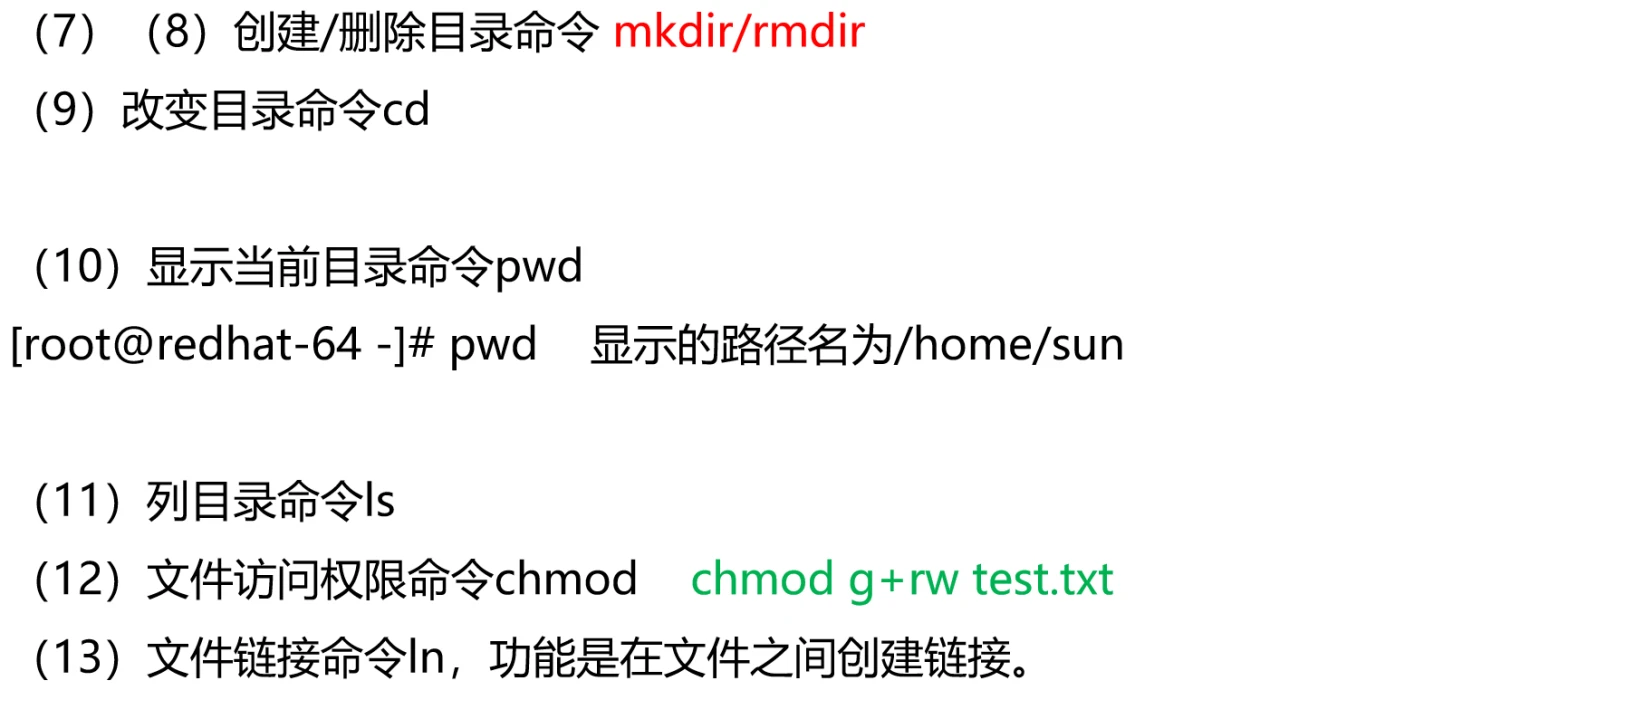 （7）（8）创建/删除目录命令 mkdir/rmdir
（9）改变目录命令cd
（10）显示当前目录命令pwd
[root@redhat-64 -]# pwd 显示的路径名为/home/sun
（11）列目录命令ls
（12）文件访问权限命令chmod chmod g+rw test.txt
（13）文件链接命令ln，功能是在文件之间创建链接。